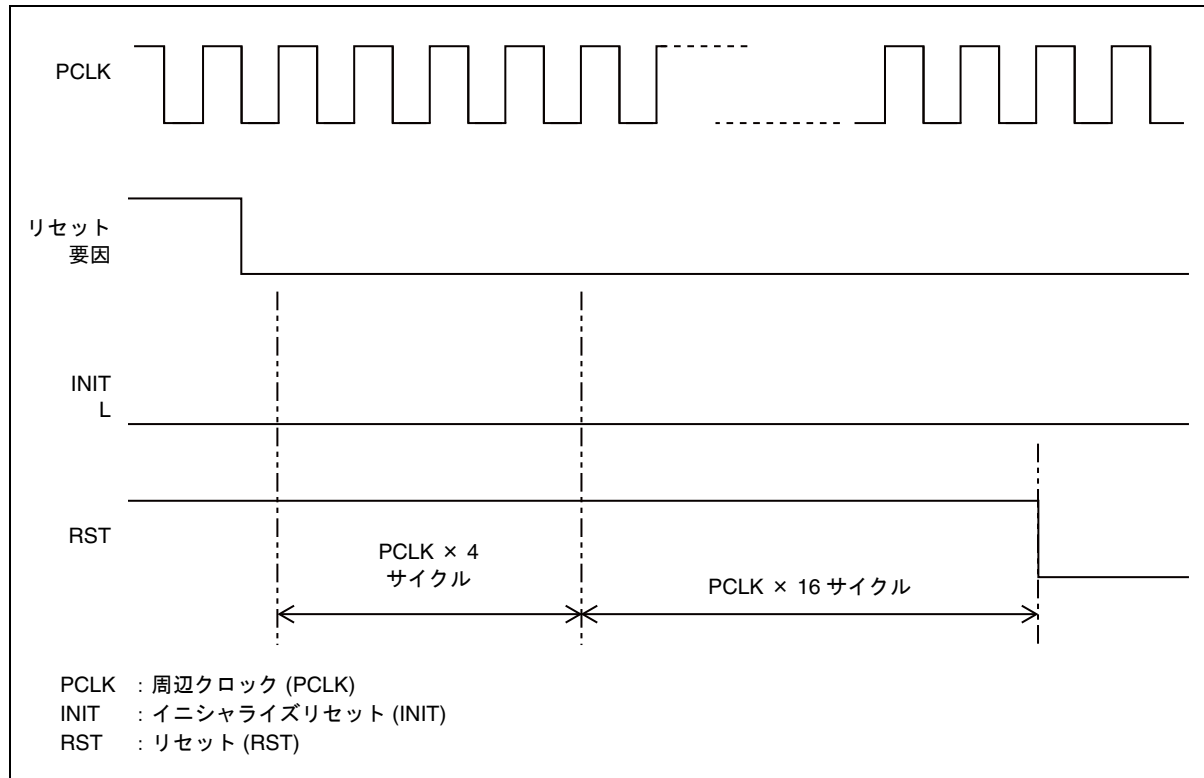 PCLK
リセット
要因
INIT
L
RST
PCLK × 4
サイクル
PCLK × 16 サイクル
PCLK : 周辺クロック (PCLK)
INIT : イニシャライズリセット (INIT)
RST : リセット (RST)